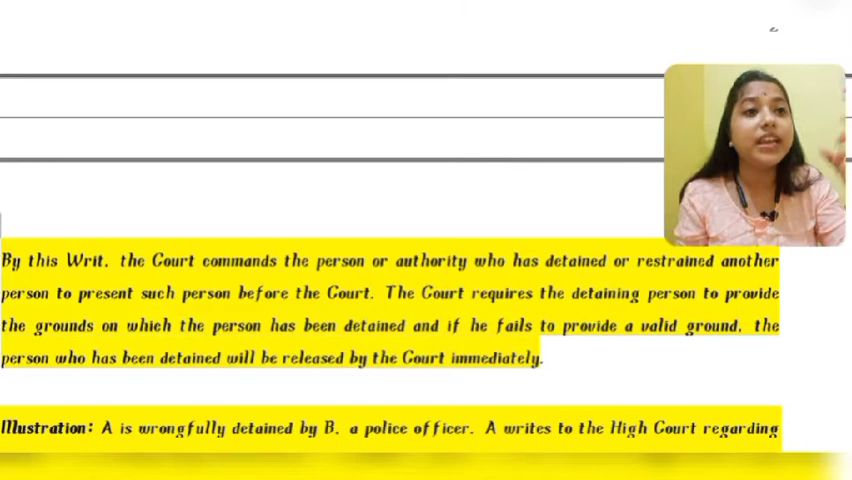 By this Writ, the Court commands the person or authority who has detained or restrained another
person to present such person before the Court. The Court requires the detaining person to provide
the grounds on which the person has been detained and if he fails to provide a valid ground, the
person who has been detained will be released by the Court immediately.
Illustration: A is wrongfully detained by B, a police officer. A writes to the High Court regarding